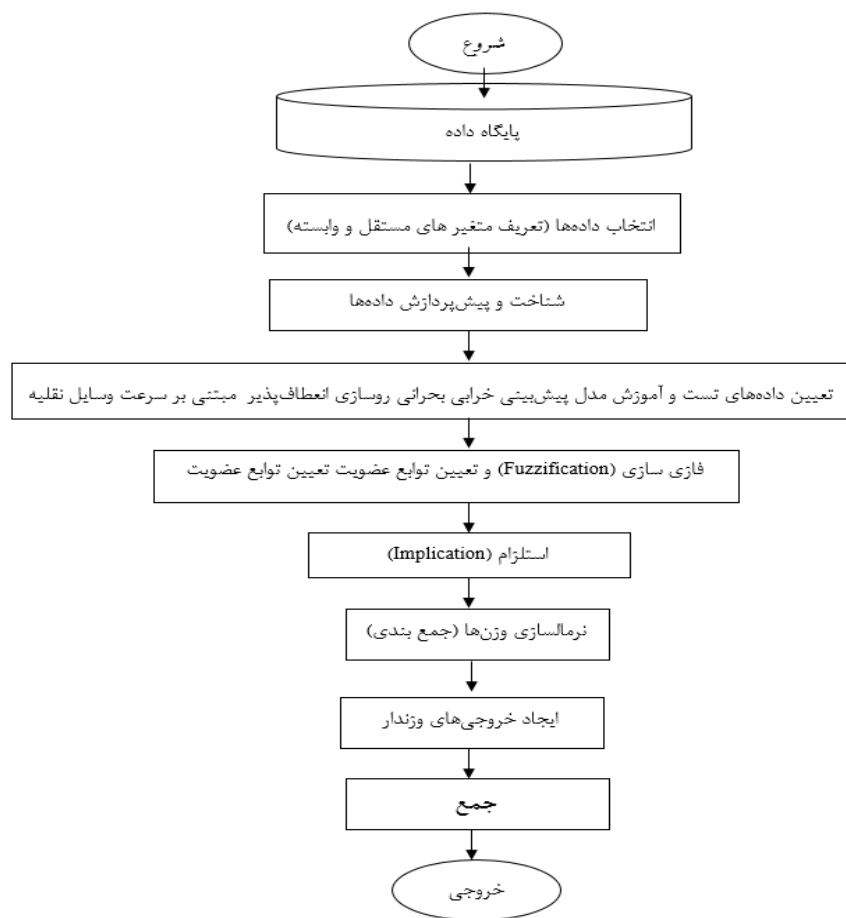 شروع
پایگاه داده
انتخاب داده‌ها (تعریف متغیر های مستقل و وابسته)
شناخت و پیش‌پردازش داده‌ها
تعیین داده‌های تست و آموزش مدل پیش‌بینی خرابی بحرانی روسازی انعطاف‌پذیر مبتنی بر سرعت وسایل نقلیه
فازی سازی (Fuzzification) و تعیین توابع عضویت تعیین توابع عضویت
استلزام (Implication)
نرمالسازی وزن‌ها (جمع بندی)
ایجاد خروجی‌های وزندار
جمع
خروجی